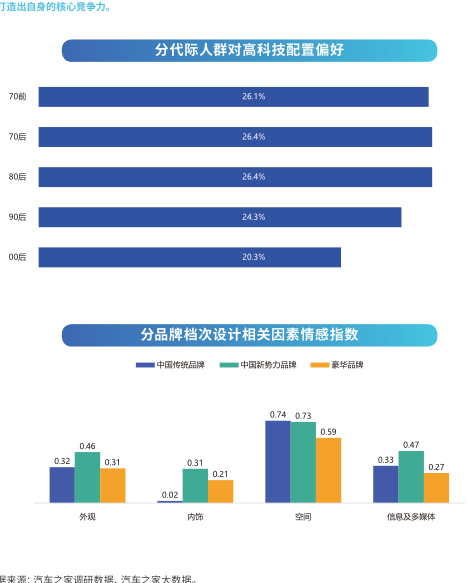 打造出自身的核心竞争力。
分代际人群对高科技配置偏好
70前 26.1%
70后 26.4%
80后 26.4%
90后 24.3%
00后 20.3%
分品牌档次设计相关因素情感指数
中国传统品牌 中国新势力品牌 豪华品牌
0.32 0.46 0.31 0.02 0.31 0.21 0.74 0.73 0.59 0.33 0.47 0.27
外观 内饰 空间 信息及多媒体
据来源: 汽车之家调研数据, 汽车之家大数据。